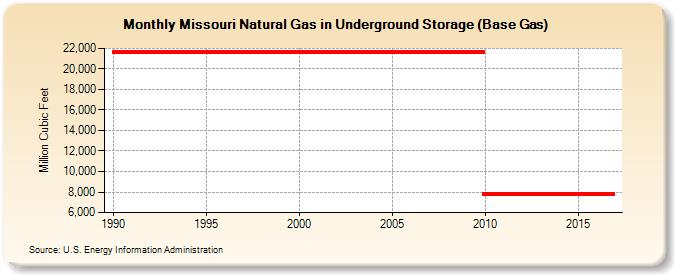 Monthly Missouri Natural Gas in Underground Storage (Base Gas)
Million Cubic Feet
22,000
20,000
18,000
16,000
14,000
12,000
10,000
8,000
6,000
1990 1995 2000 2005 2010 2015
Source: U.S. Energy Information Administration